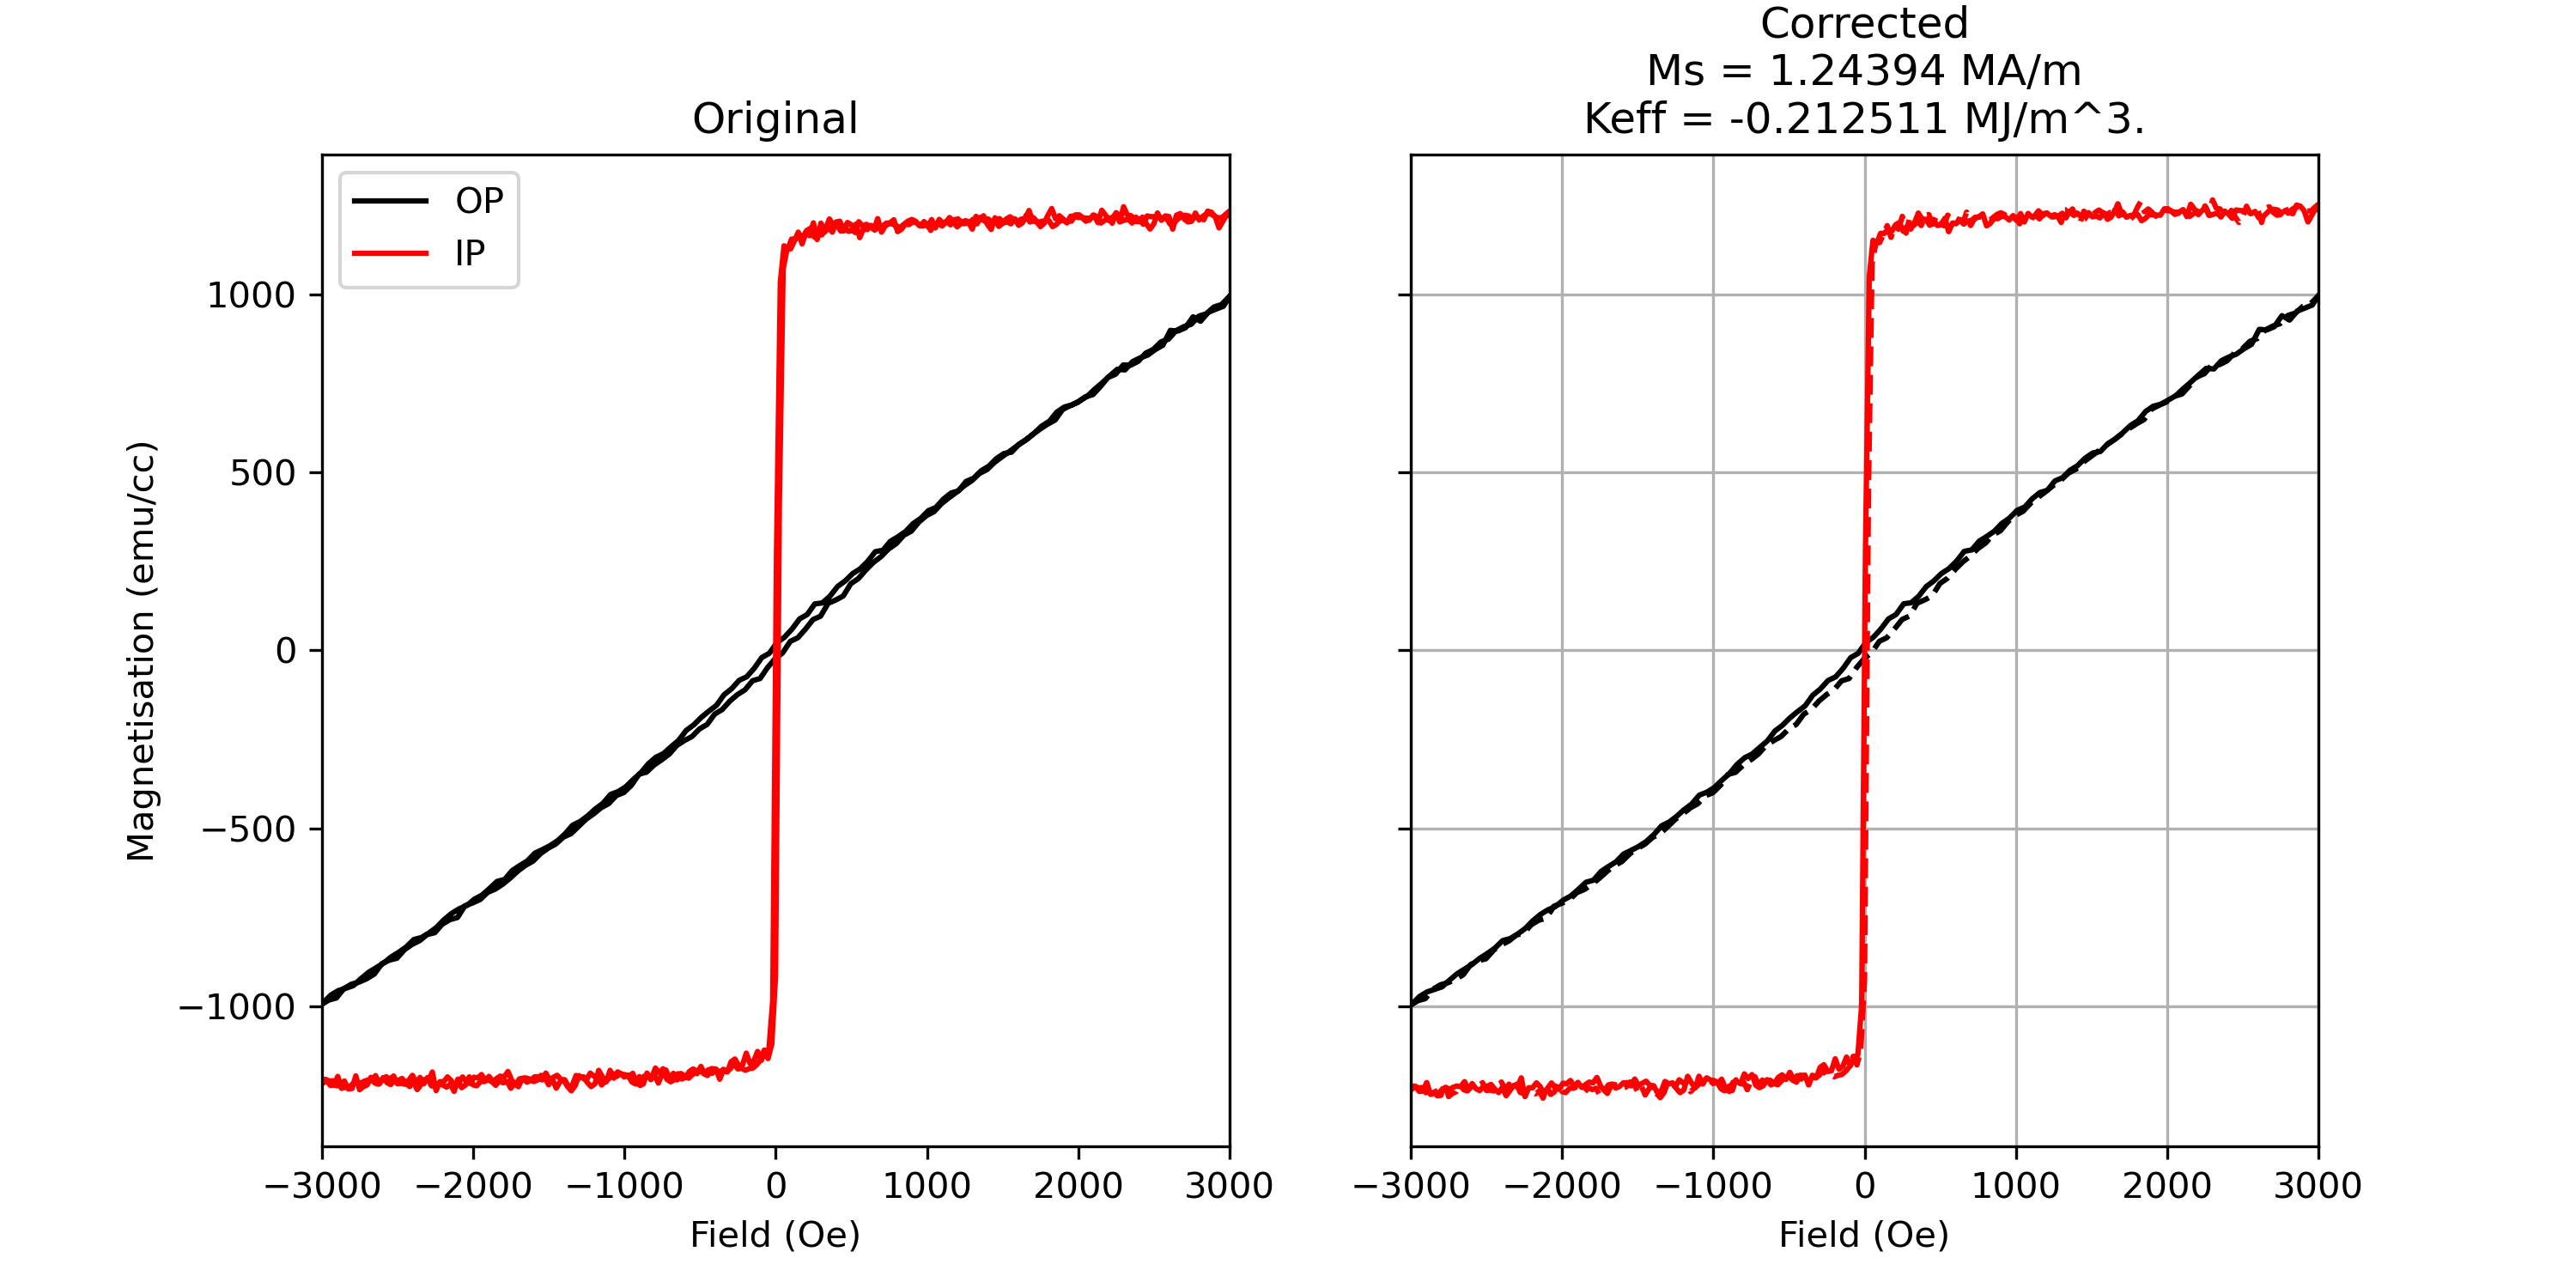 Original
OP
IP
1000
500
0
−500
−1000
Magnetisation (emu/cc)
−3000 −2000 −1000 0 1000 2000 3000
Field (Oe)
Corrected
Ms = 1.24394 MA/m
Keff = -0.212511 MJ/m^3.
−3000 −2000 −1000 0 1000 2000 3000
Field (Oe)